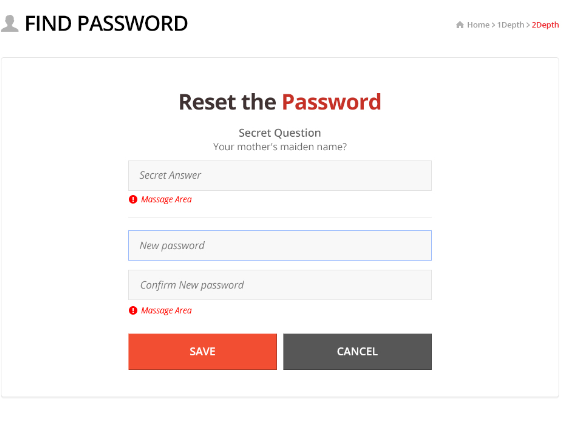 FIND PASSWORD
Home > 1Depth > 2Depth
Reset the Password
Secret Question
Your mother's maiden name?
Secret Answer
Massage Area
New password
Confirm New password
Massage Area
SAVE
CANCEL